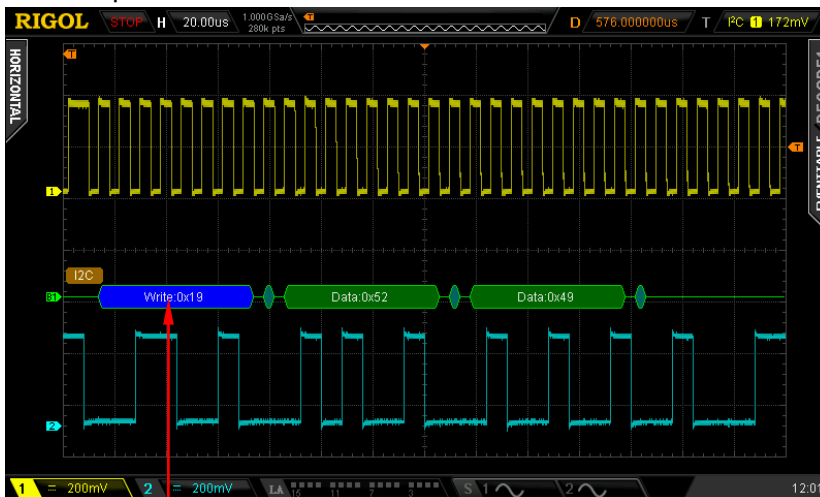 RIGOL STOP H 20.00us 1.000GSa/s 280k pts D 576.000000us T I²C 1 172mV
HORIZONTAL
T
T
1
I2C
B1 Write:0x19 Data:0x52 Data:0x49
2
1 = 200mV 2 = 200mV LA 15 11 7 3 S 1 2 12:01